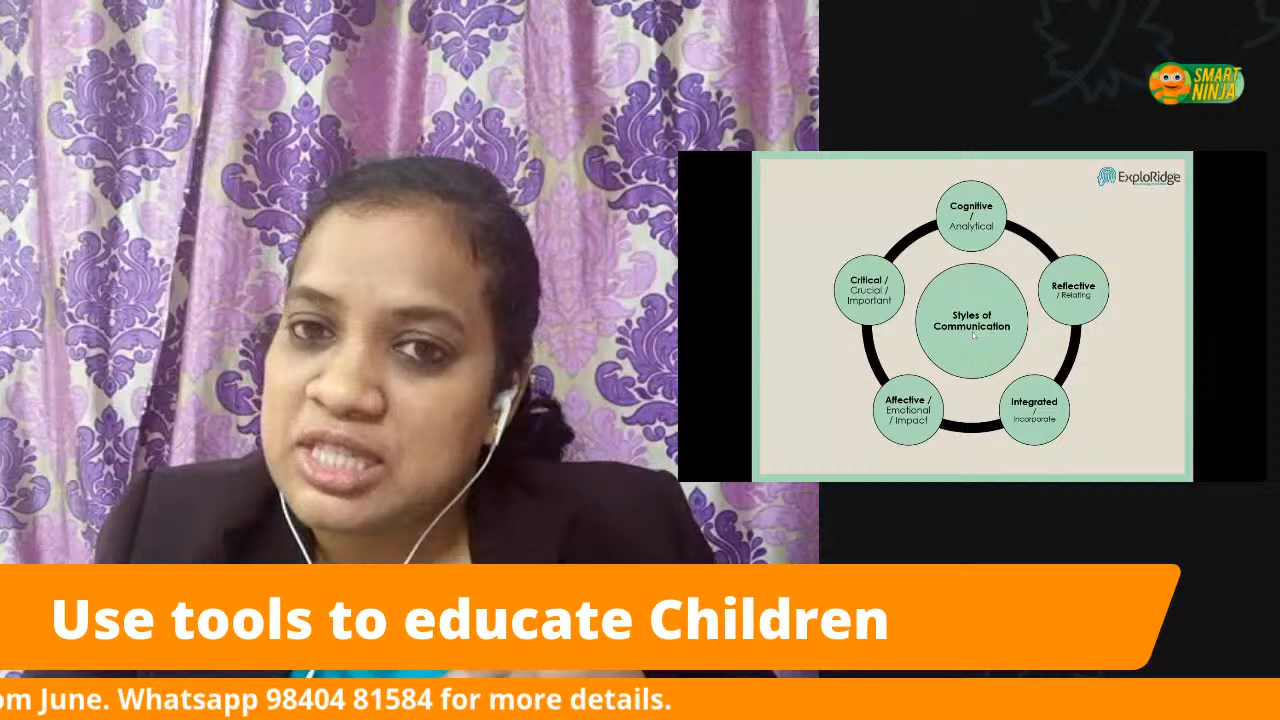 SMART
NINJA
ExploRidge
Cognitive
/
Analytical
Reflective
/ Relating
Integrated
/
Incorporate
Affective /
Emotional
/ Impact
Critical /
Crucial /
Important
Styles of
Communication
Use tools to educate Children
om June. Whatsapp 98404 81584 for more details.